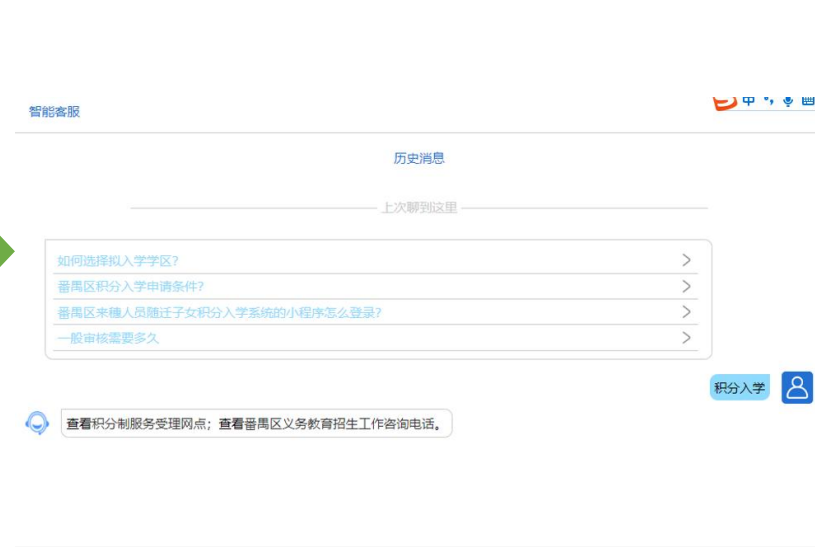 智能客服
中
历史消息
上次聊到这里
如何选择拟入学学区?
番禺区积分入学申请条件?
番禺区来穗人员随迁子女积分入学系统的小程序怎么登录?
一般审核需要多久
积分入学
查看积分制服务受理网点；查看番禺区义务教育招生工作咨询电话。